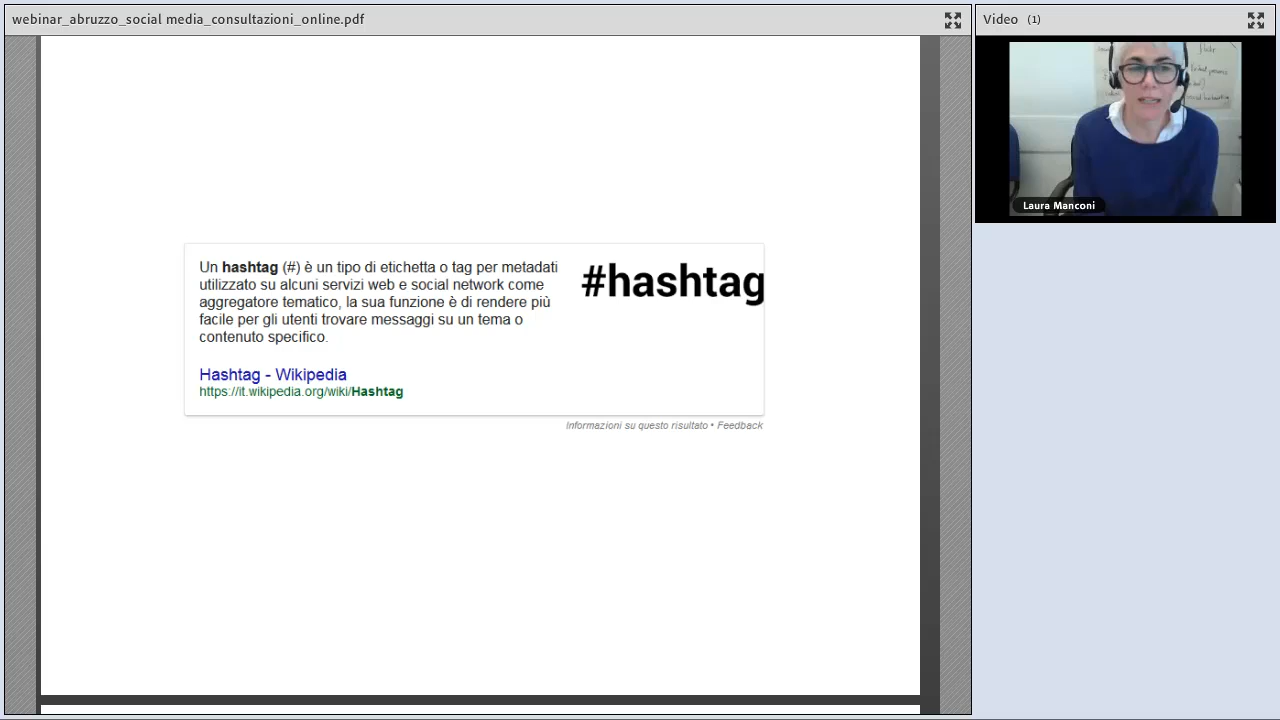 webinar_abruzzo_social media_consultazioni_online.pdf
Video (1)
Laura Manconi
Un hashtag (#) è un tipo di etichetta o tag per metadati
utilizzato su alcuni servizi web e social network come
aggregatore tematico, la sua funzione è di rendere più
facile per gli utenti trovare messaggi su un tema o
contenuto specifico.
#hashtag
Hashtag - Wikipedia
https://it.wikipedia.org/wiki/Hashtag
Informazioni su questo risultato • Feedback